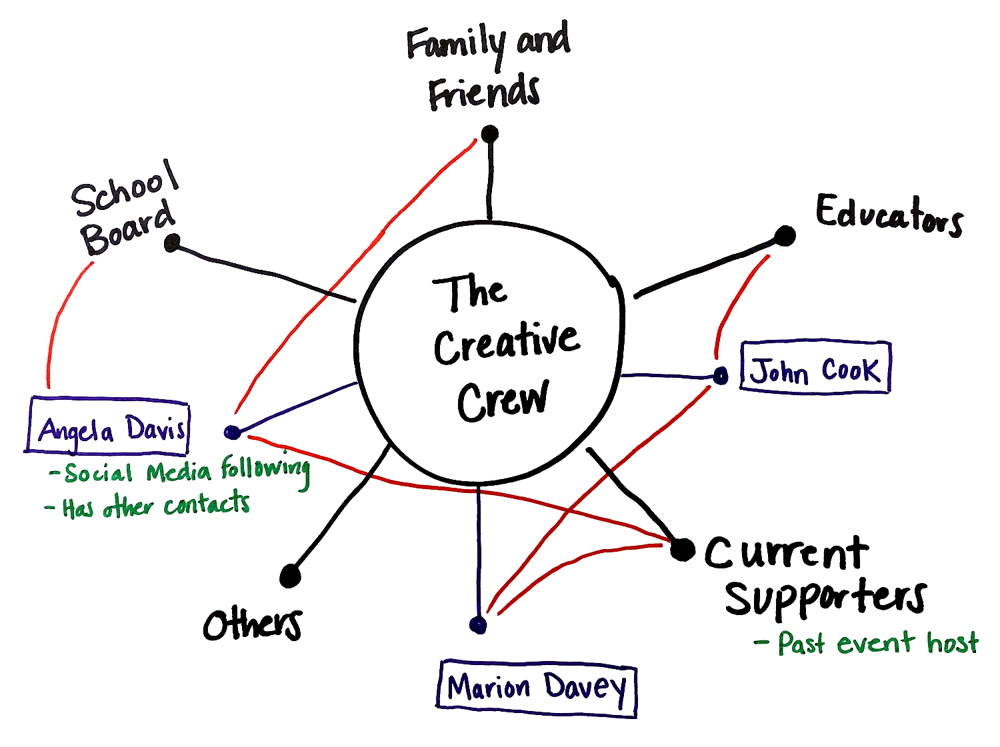 Family and
Friends
School
Board
Educators
The
Creative
Crew
John Cook
Angela Davis
- Social Media following
- Has other contacts
Current
Supporters
- Past event host
Others
Marion Davey